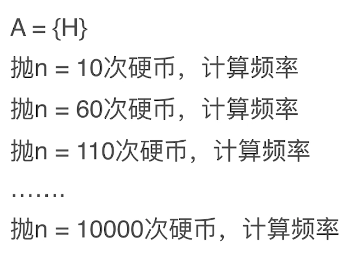 A = {H}
抛n = 10次硬币，计算频率
抛n = 60次硬币，计算频率
抛n = 110次硬币，计算频率
…….
抛n = 10000次硬币，计算频率